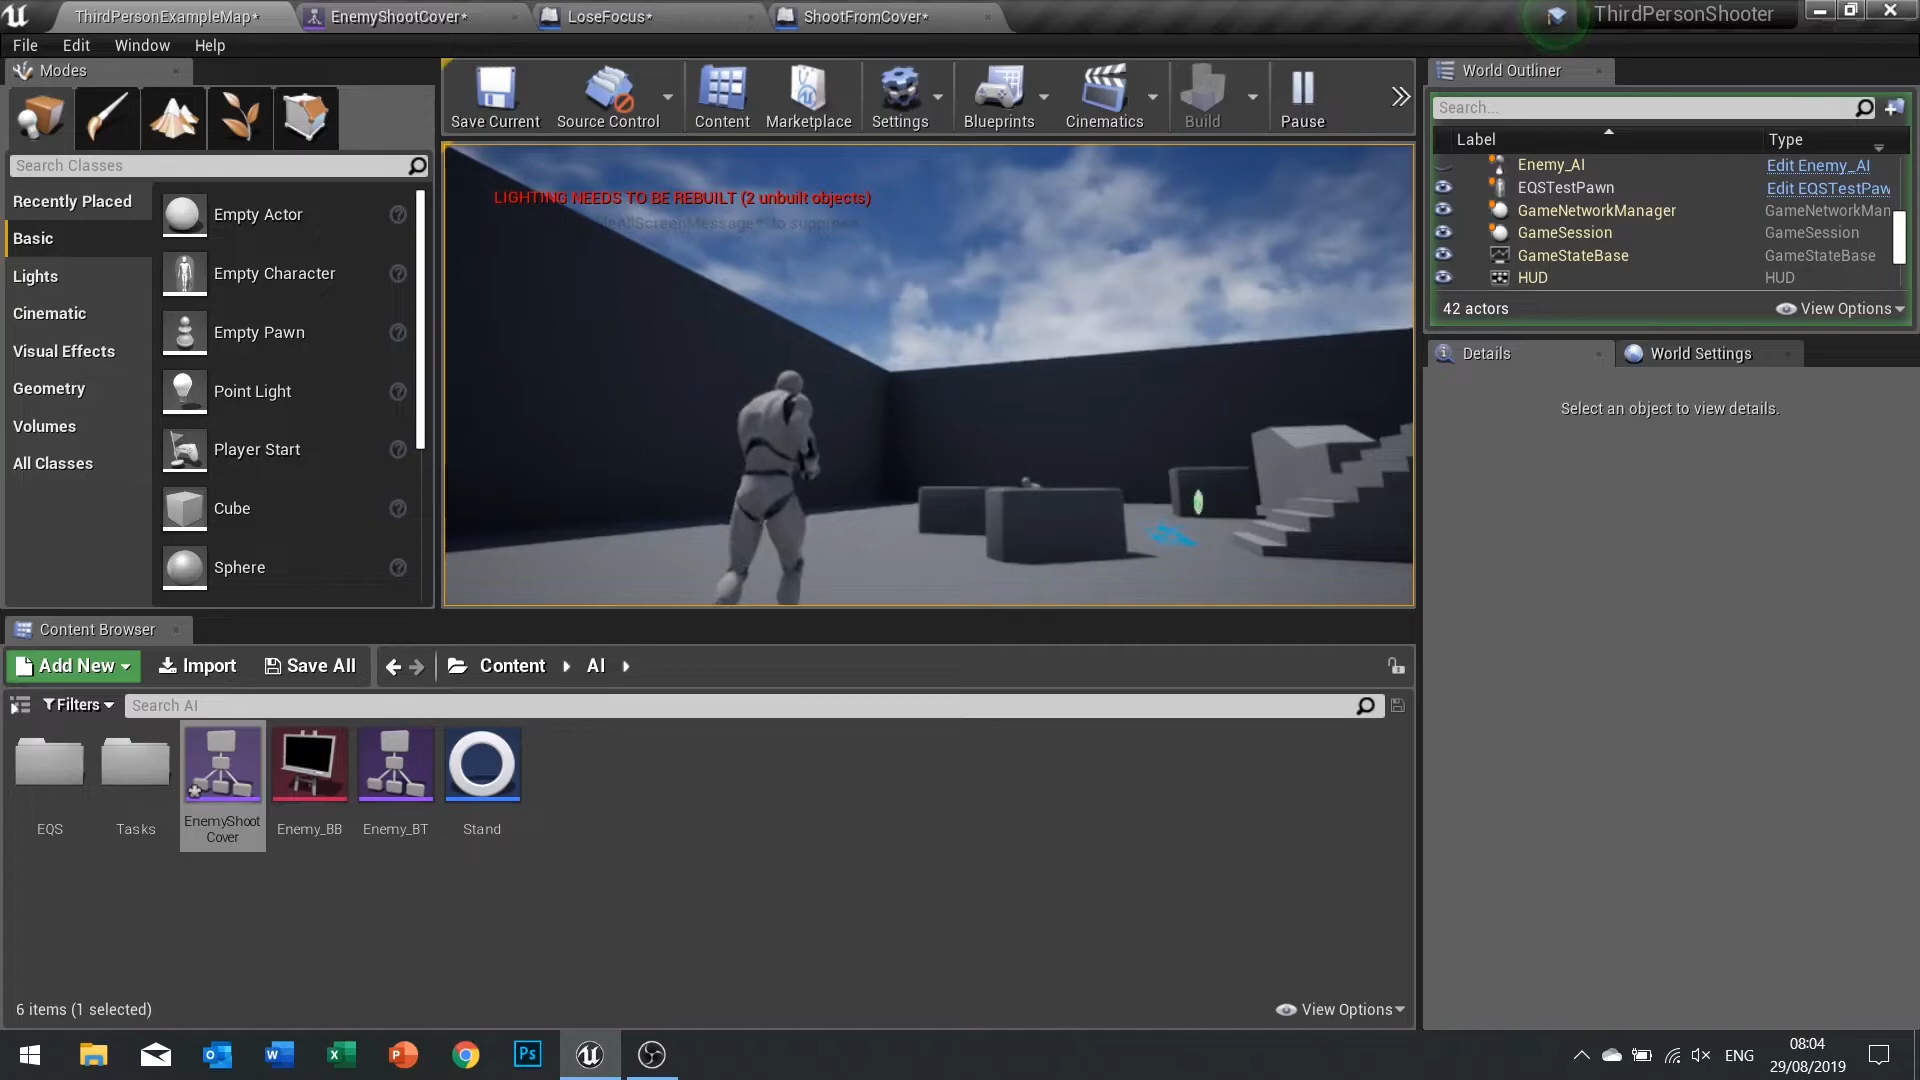 ThirdPersonExampleMap*
EnemyShootCover*
LoseFocus*
ShootFromCover*
ThirdPersonShooter
File
Edit
Window
Help
Modes
Search Classes
Recently Placed
Basic
Lights
Cinematic
Visual Effects
Geometry
Volumes
All Classes
Empty Actor
Empty Character
Empty Pawn
Point Light
Player Start
Cube
Sphere
Save Current
Source Control
Content
Marketplace
Settings
Blueprints
Cinematics
Build
Pause
LIGHTING NEEDS TO BE REBUILT (2 unbuilt objects)
to suppress
World Outliner
Search...
Label
Type
Enemy_AI
Edit Enemy_AI
EQSTestPawn
Edit EQSTestPaw
GameNetworkManager
GameNetworkMan
GameSession
GameSession
GameStateBase
GameStateBase
HUD
HUD
42 actors
View Options
Details
World Settings
Select an object to view details.
Content Browser
Add New
Import
Save All
Content
AI
Filters
Search AI
EQS
Tasks
EnemyShoot
Cover
Enemy_BB
Enemy_BT
Stand
6 items (1 selected)
View Options
Ps
ENG
08:04
29/08/2019